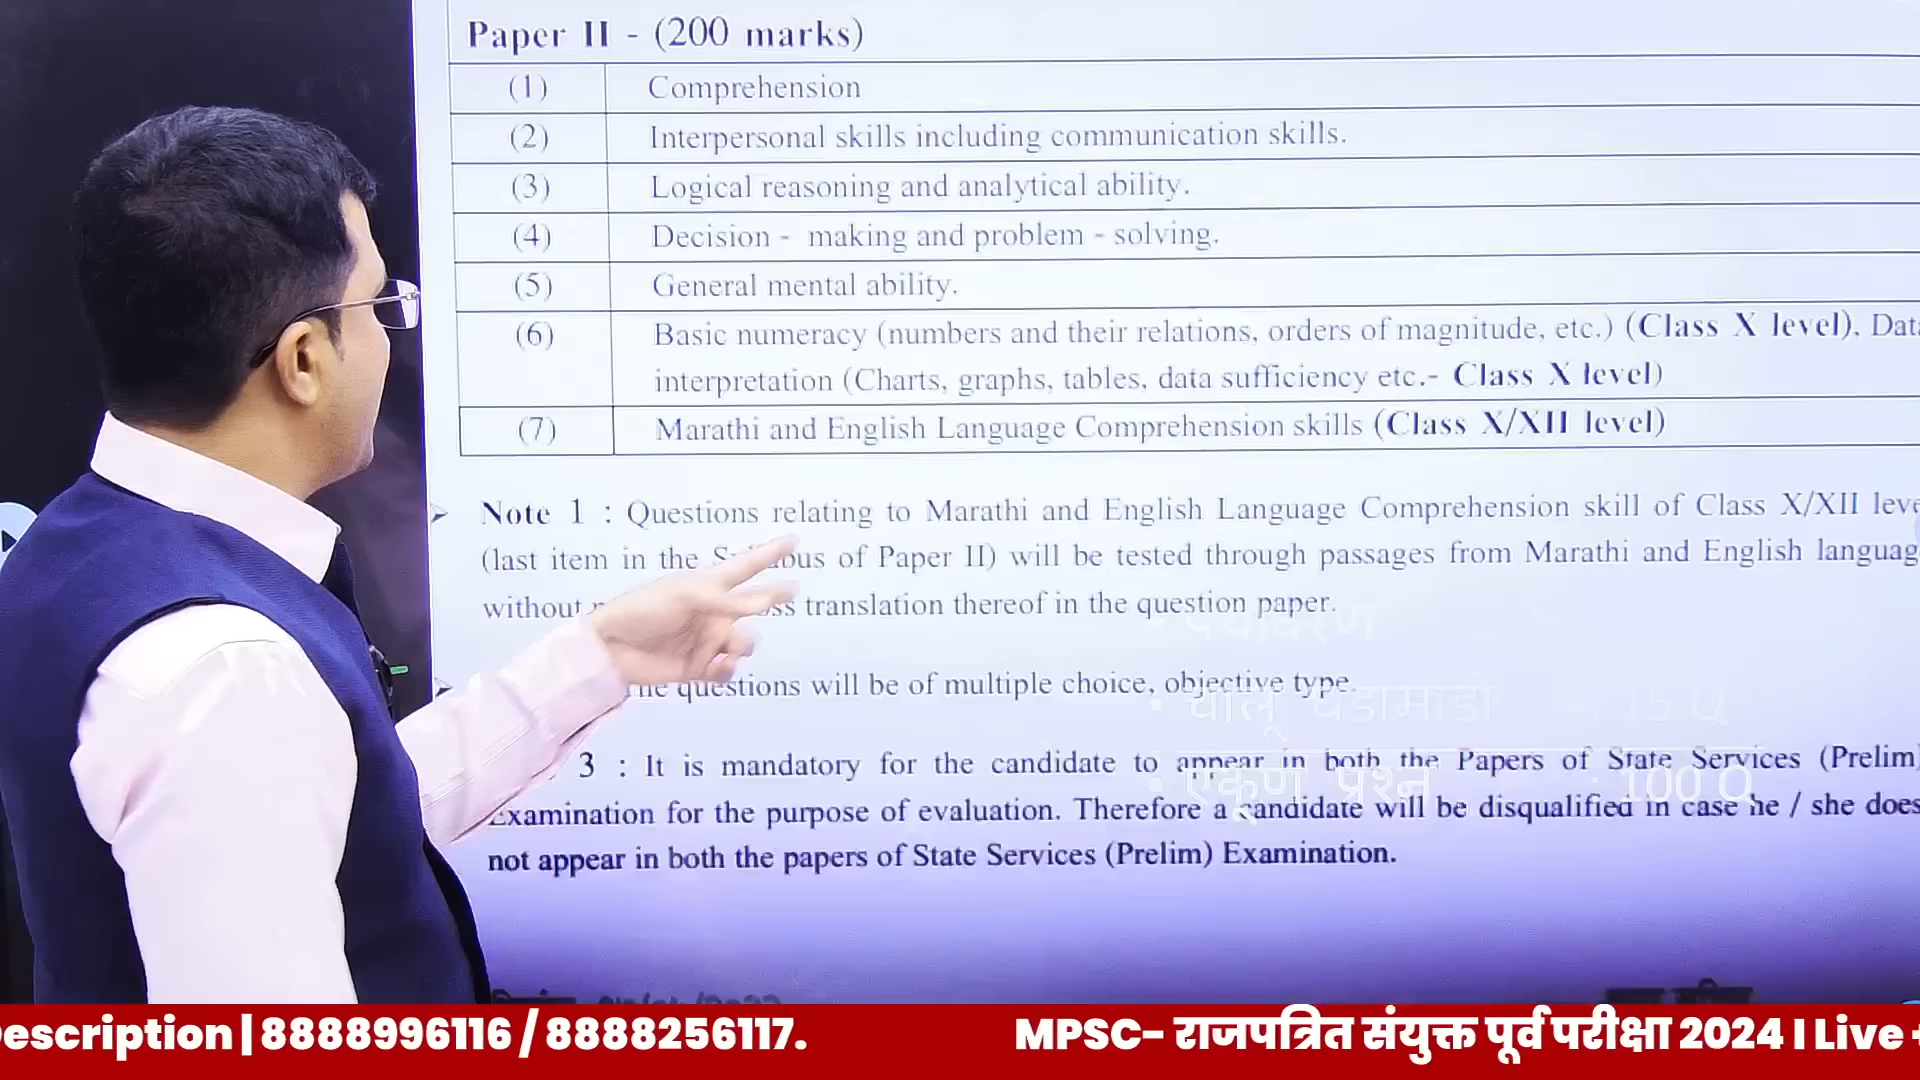 Paper II - (200 marks)
(1) Comprehension
(2) Interpersonal skills including communication skills.
(3) Logical reasoning and analytical ability.
(4) Decision - making and problem - solving.
(5) General mental ability.
(6) Basic numeracy (numbers and their relations, orders of magnitude, etc.) (Class X level), Data
interpretation (Charts, graphs, tables, data sufficiency etc.- Class X level)
(7) Marathi and English Language Comprehension skills (Class X/XII level)
Note 1 : Questions relating to Marathi and English Language Comprehension skill of Class X/XII leve
(last item in the of Paper II) will be tested through passages from Marathi and English languag
without translation thereof in the question paper.
questions will be of multiple choice, objective type.
• चालू घडामोडी 15 Q
3 : It is mandatory for the candidate to appear in both the Papers of State Services (Prelim)
• एकूण प्रश्न : 100 Q
Examination for the purpose of evaluation. Therefore a candidate will be disqualified in case he / she does
not appear in both the papers of State Services (Prelim) Examination.
Description | 8888996116 / 8888256117. MPSC- राजपत्रित संयुक्त पूर्व परीक्षा 2024 I Live +